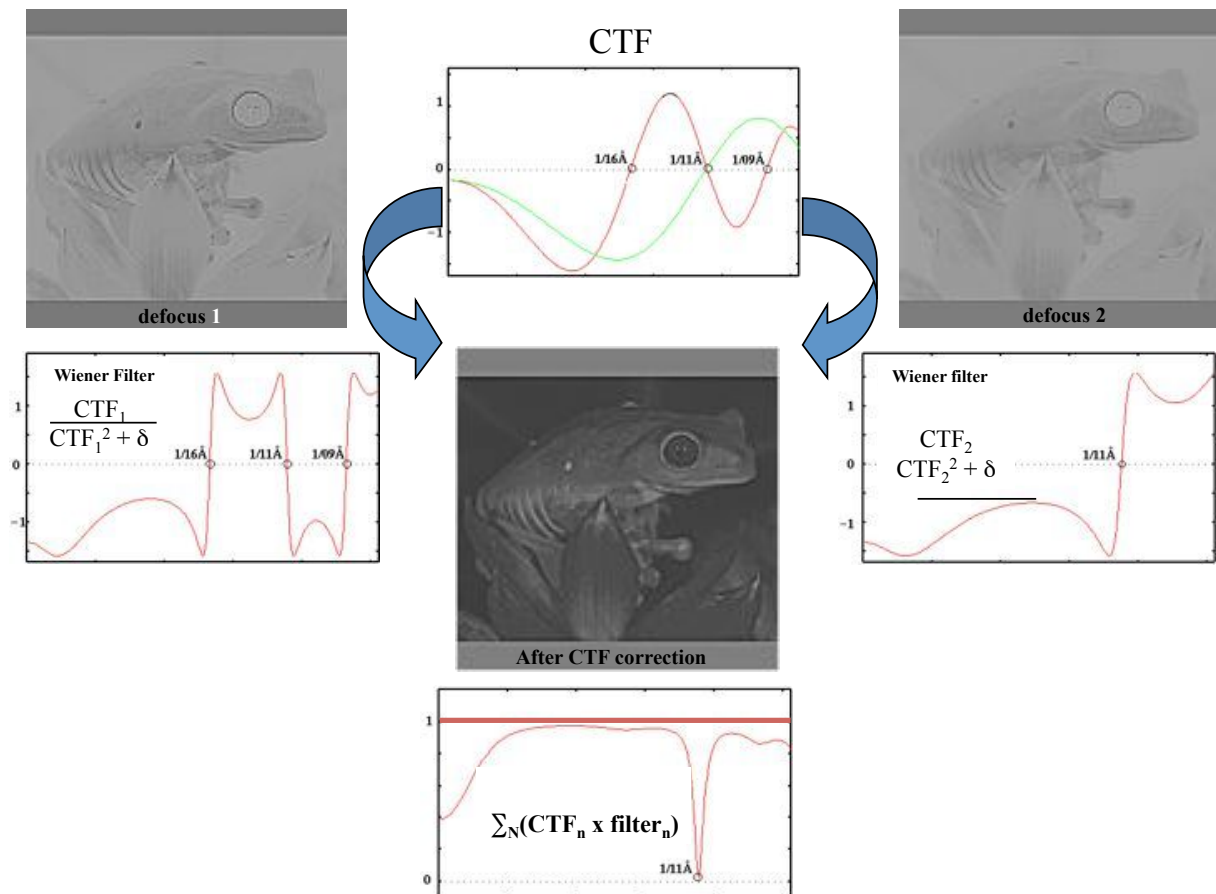 CTF
1
0
−1
1/16Å
1/11Å
1/09Å
defocus 1
defocus 2
Wiener Filter
CTF₁
CTF₁² + δ
1
0
−1
1/16Å
1/11Å
1/09Å
After CTF correction
Wiener filter
CTF₂
CTF₂² + δ
1
0
−1
1/11Å
1
0
∑N(CTFn x filtern)
1/11Å